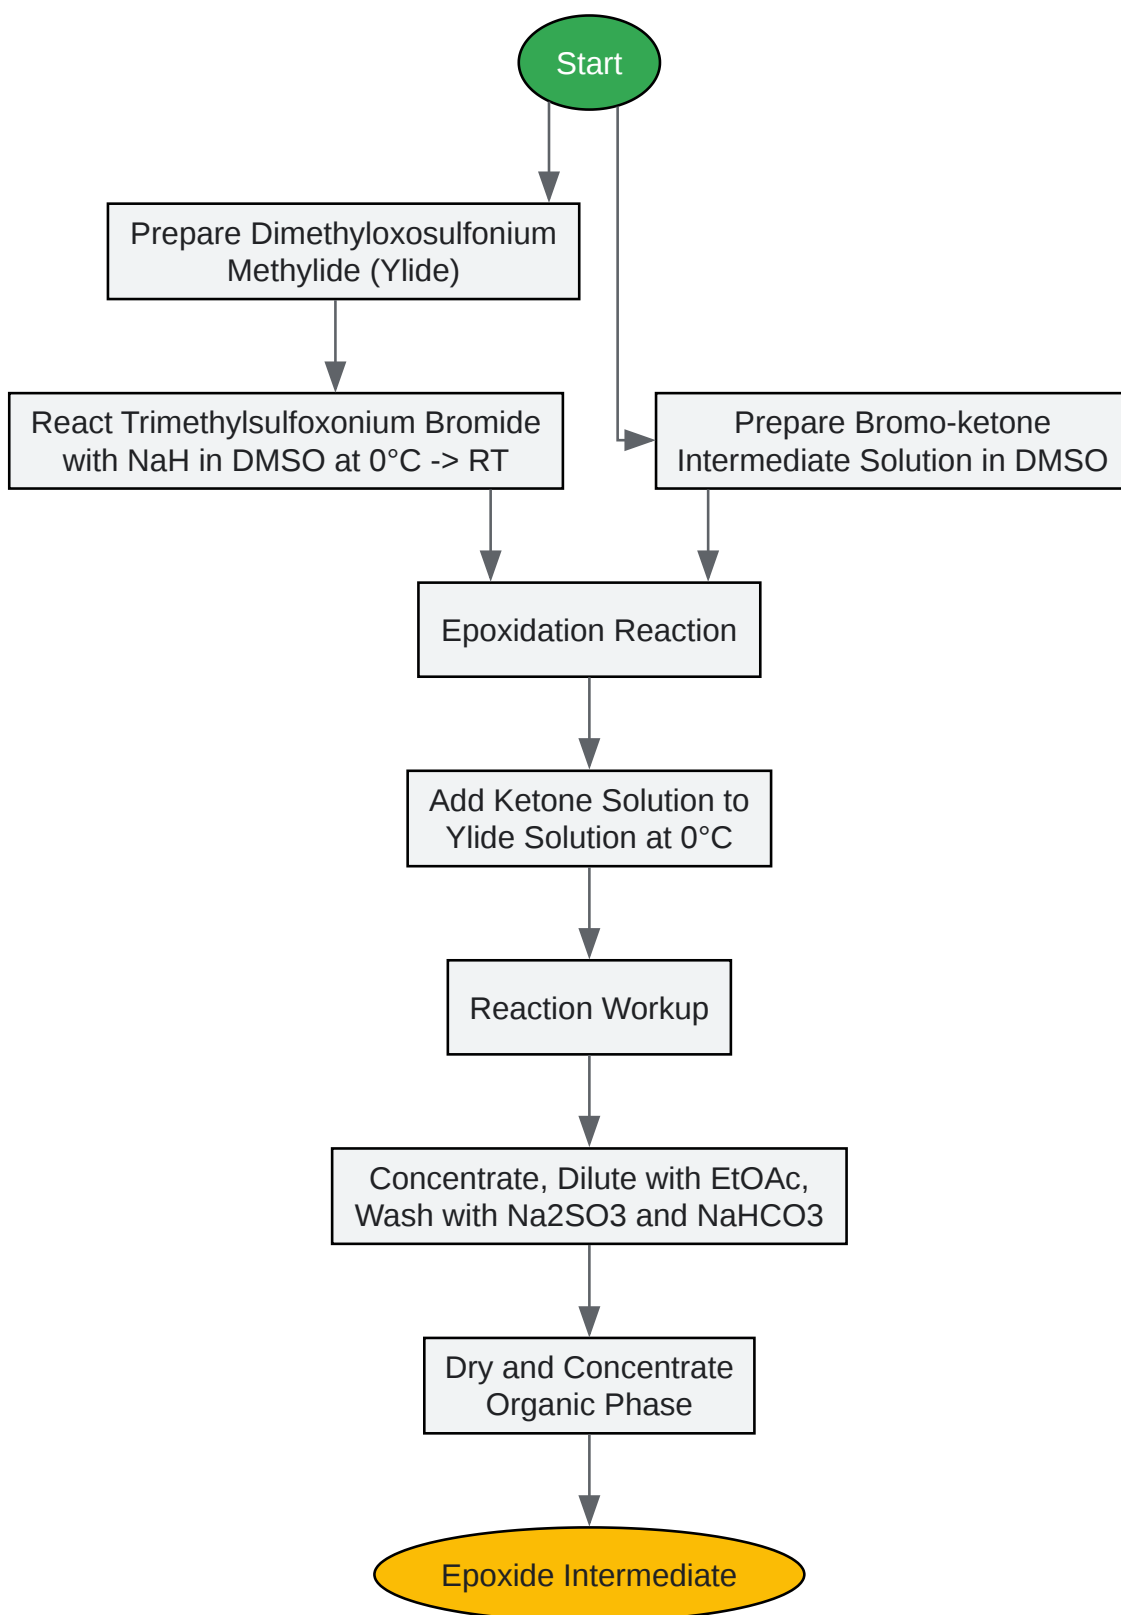 Start
Prepare Dimethyloxosulfonium
Methylide (Ylide)
React Trimethylsulfoxonium Bromide
with NaH in DMSO at 0°C -> RT
Prepare Bromo-ketone
Intermediate Solution in DMSO
Epoxidation Reaction
Add Ketone Solution to
Ylide Solution at 0°C
Reaction Workup
Concentrate, Dilute with EtOAc,
Wash with Na2SO3 and NaHCO3
Dry and Concentrate
Organic Phase
Epoxide Intermediate